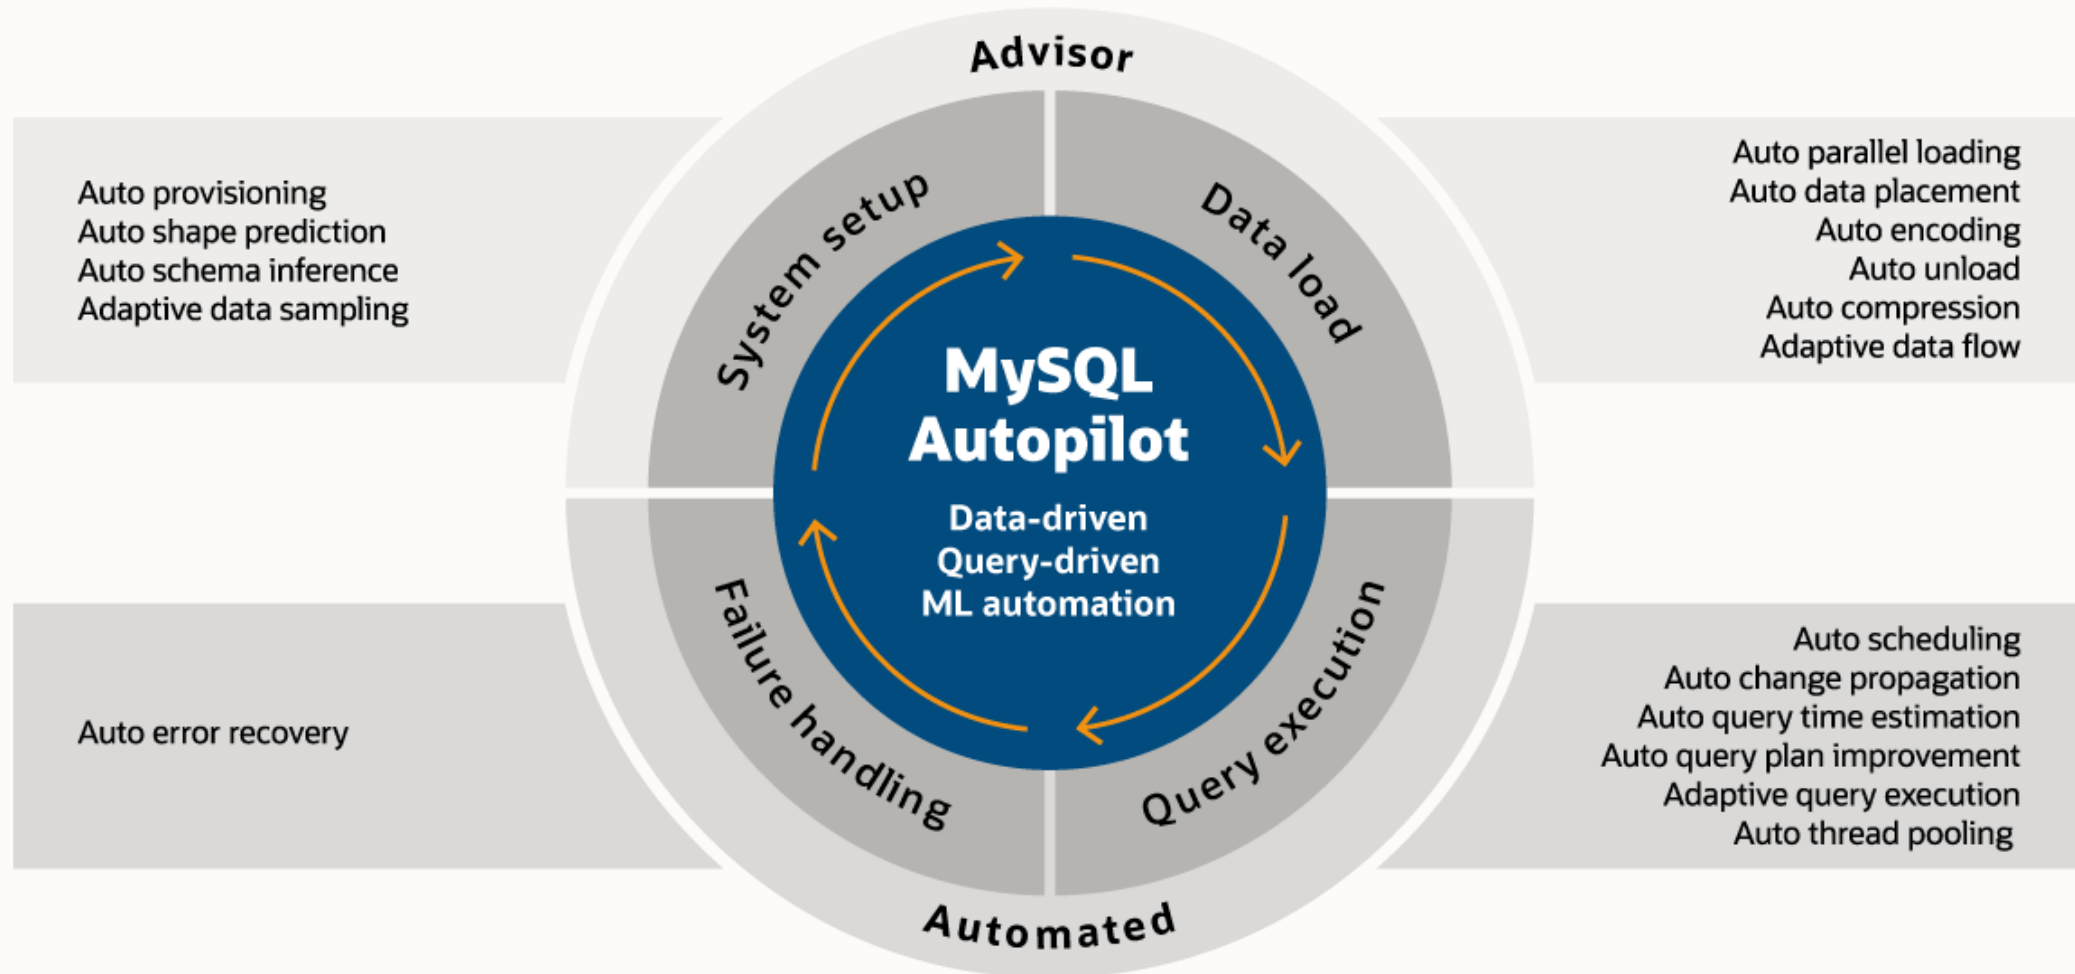 Advisor
Auto provisioning
Auto shape prediction
Auto schema inference
Adaptive data sampling
System setup
Data load
Auto parallel loading
Auto data placement
Auto encoding
Auto unload
Auto compression
Adaptive data flow
MySQL
Autopilot
Data-driven
Query-driven
ML automation
Auto error recovery
Failure handling
Query execution
Auto scheduling
Auto change propagation
Auto query time estimation
Auto query plan improvement
Adaptive query execution
Auto thread pooling
Automated